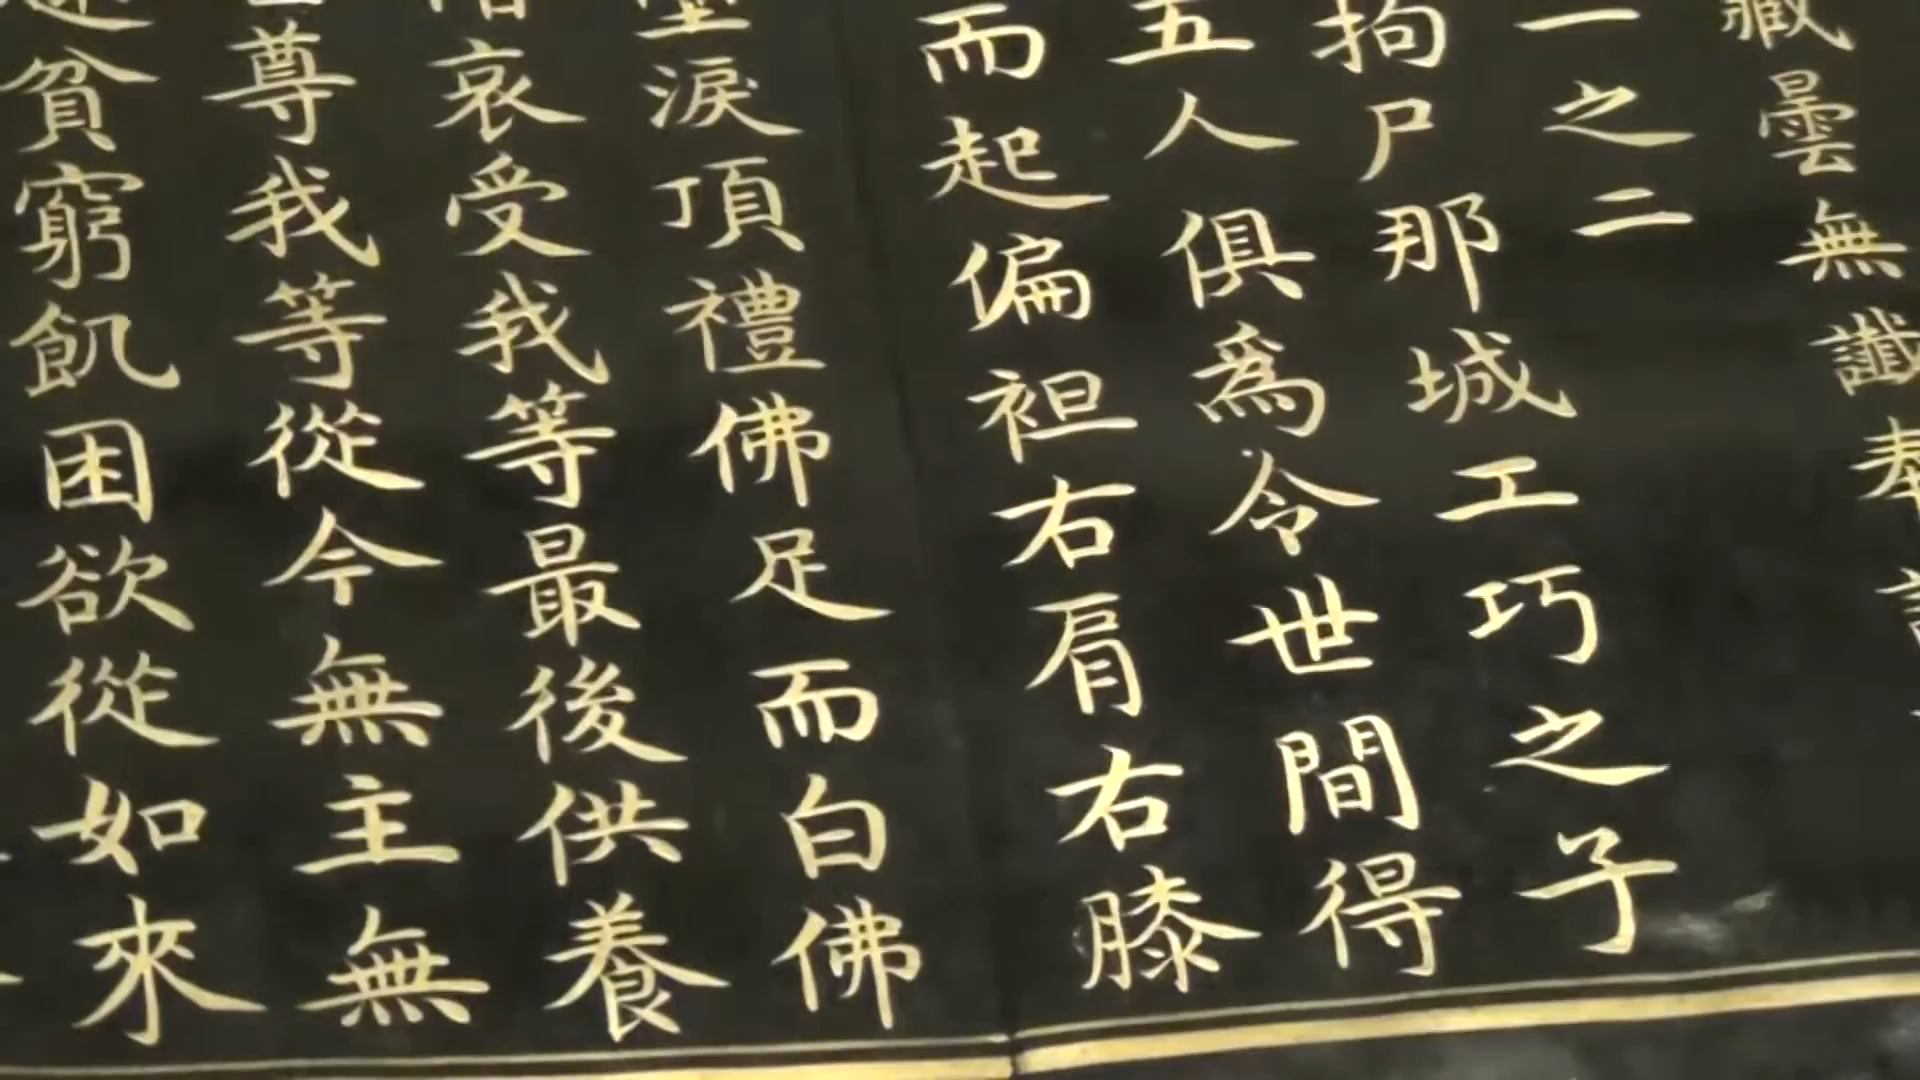 藏曇無讖奉
一之二
拘尸那城工巧之子
五人俱為令世間得
而起偏袒右肩右膝
淚頂禮佛足而白佛
哀受我等最後供養
尊我等從今無主無
貧窮飢困欲從如來